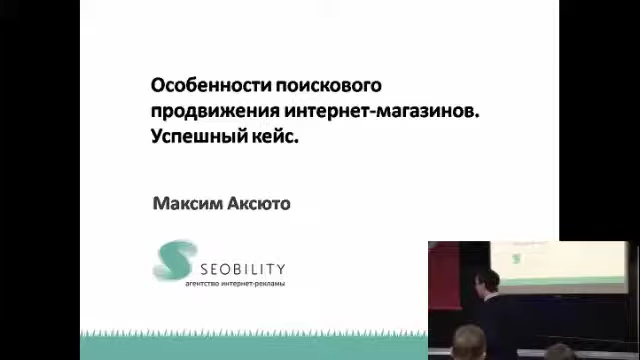 Особенности поискового
продвижения интернет-магазинов.
Успешный кейс.
Максим Аксюто
SEOBILITY
агентство интернет-рекламы